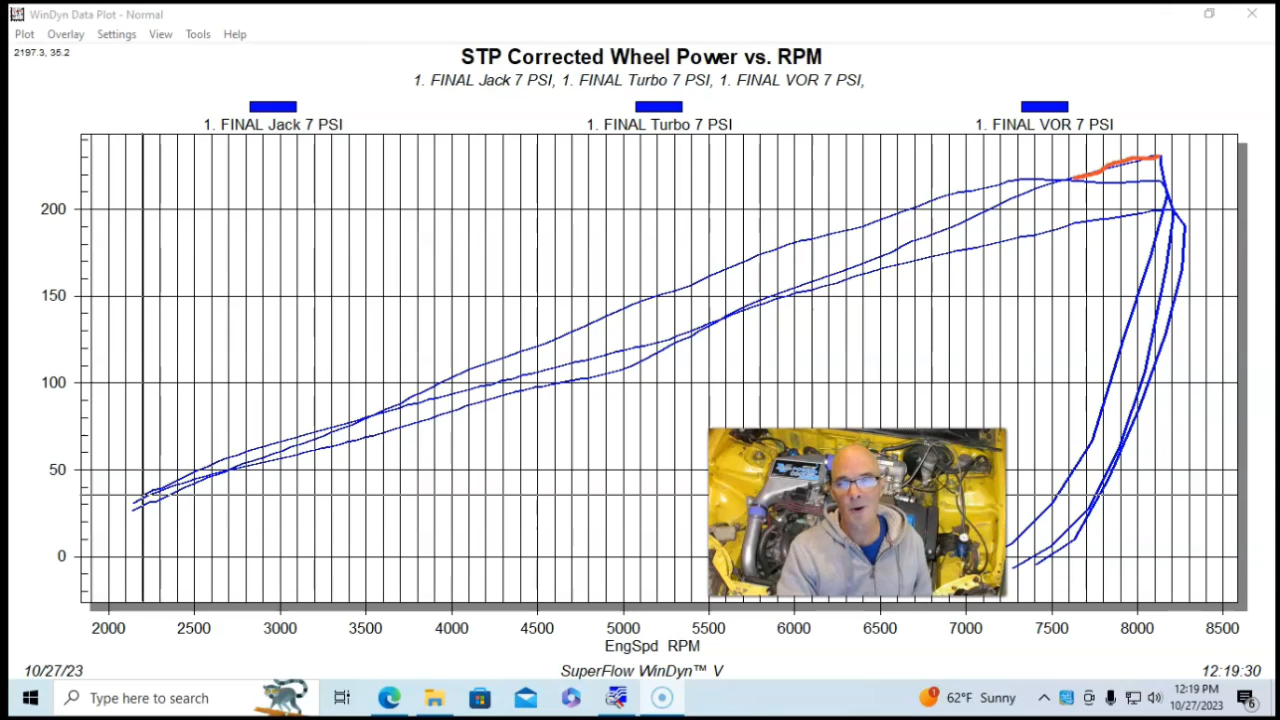 WinDyn Data Plot - Normal
Plot Overlay Settings View Tools Help
2197.3, 35.2
STP Corrected Wheel Power vs. RPM
1. FINAL Jack 7 PSI, 1. FINAL Turbo 7 PSI, 1. FINAL VOR 7 PSI,
1. FINAL Jack 7 PSI 1. FINAL Turbo 7 PSI 1. FINAL VOR 7 PSI
200
150
100
50
0
2000 2500 3000 3500 4000 4500 5000 5500 6000 6500 7000 7500 8000 8500
EngSpd RPM
10/27/23 SuperFlow WinDyn™ V 12:19:30
Type here to search
1 62°F Sunny
12:19 PM
10/27/2023
6